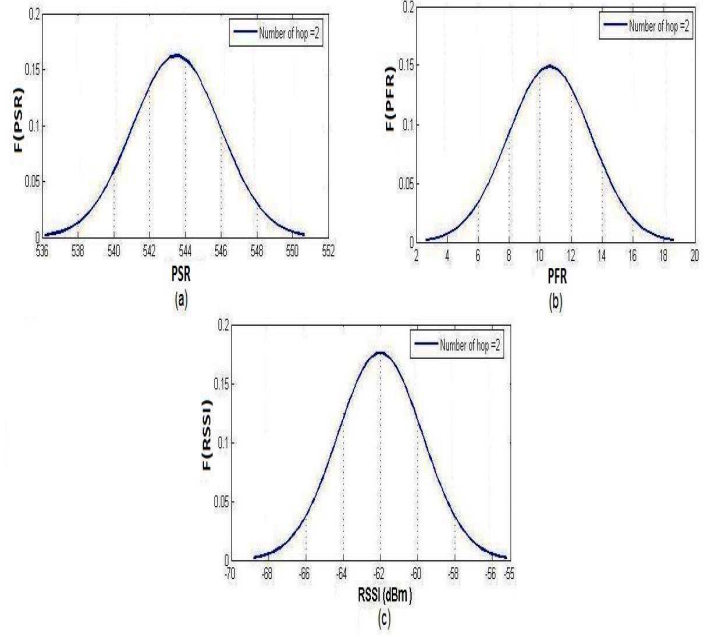 0.2
Number of hop =2
0.15
0.1
0.05
0
F(PSR)
536 538 540 542 544 546 548 550 552
PSR
(a)
0.2
Number of hop =2
0.15
0.1
0.05
0
F(PFR)
2 4 6 8 10 12 14 16 18 20
PFR
(b)
0.2
Number of hop =2
0.15
0.1
0.05
0
F(RSSI)
-70 -68 -66 -64 -62 -60 -58 -56 -55
RSSI (dBm)
(c)